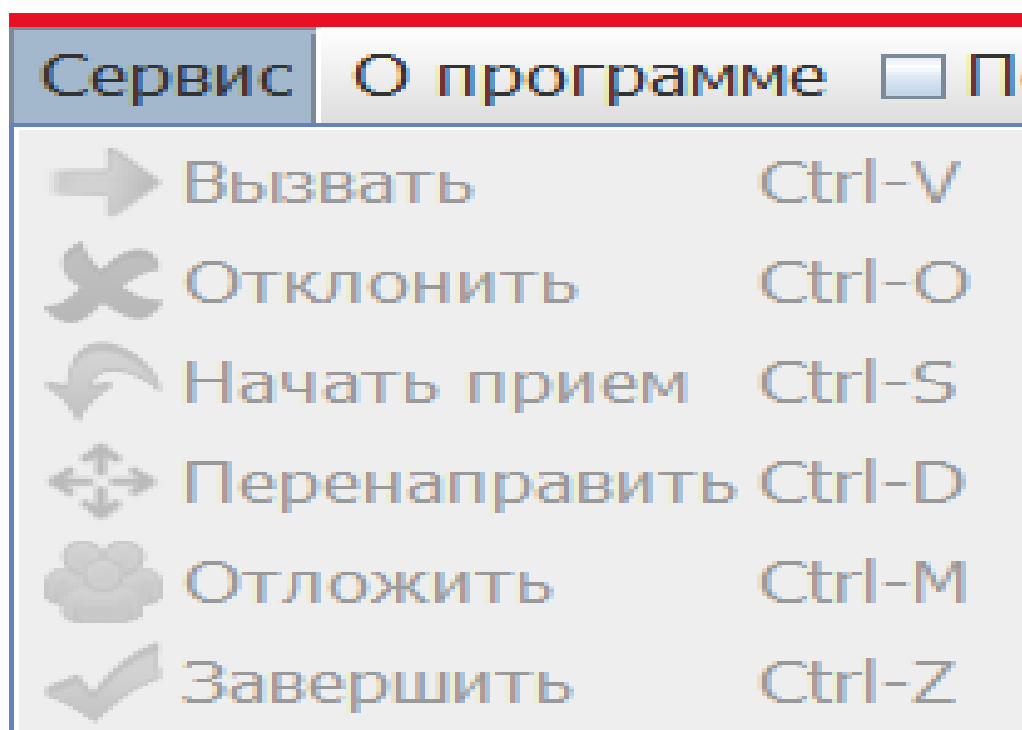 Сервис О программе
Вызвать Ctrl-V
Отклонить Ctrl-O
Начать прием Ctrl-S
Перенаправить Ctrl-D
Отложить Ctrl-M
Завершить Ctrl-Z